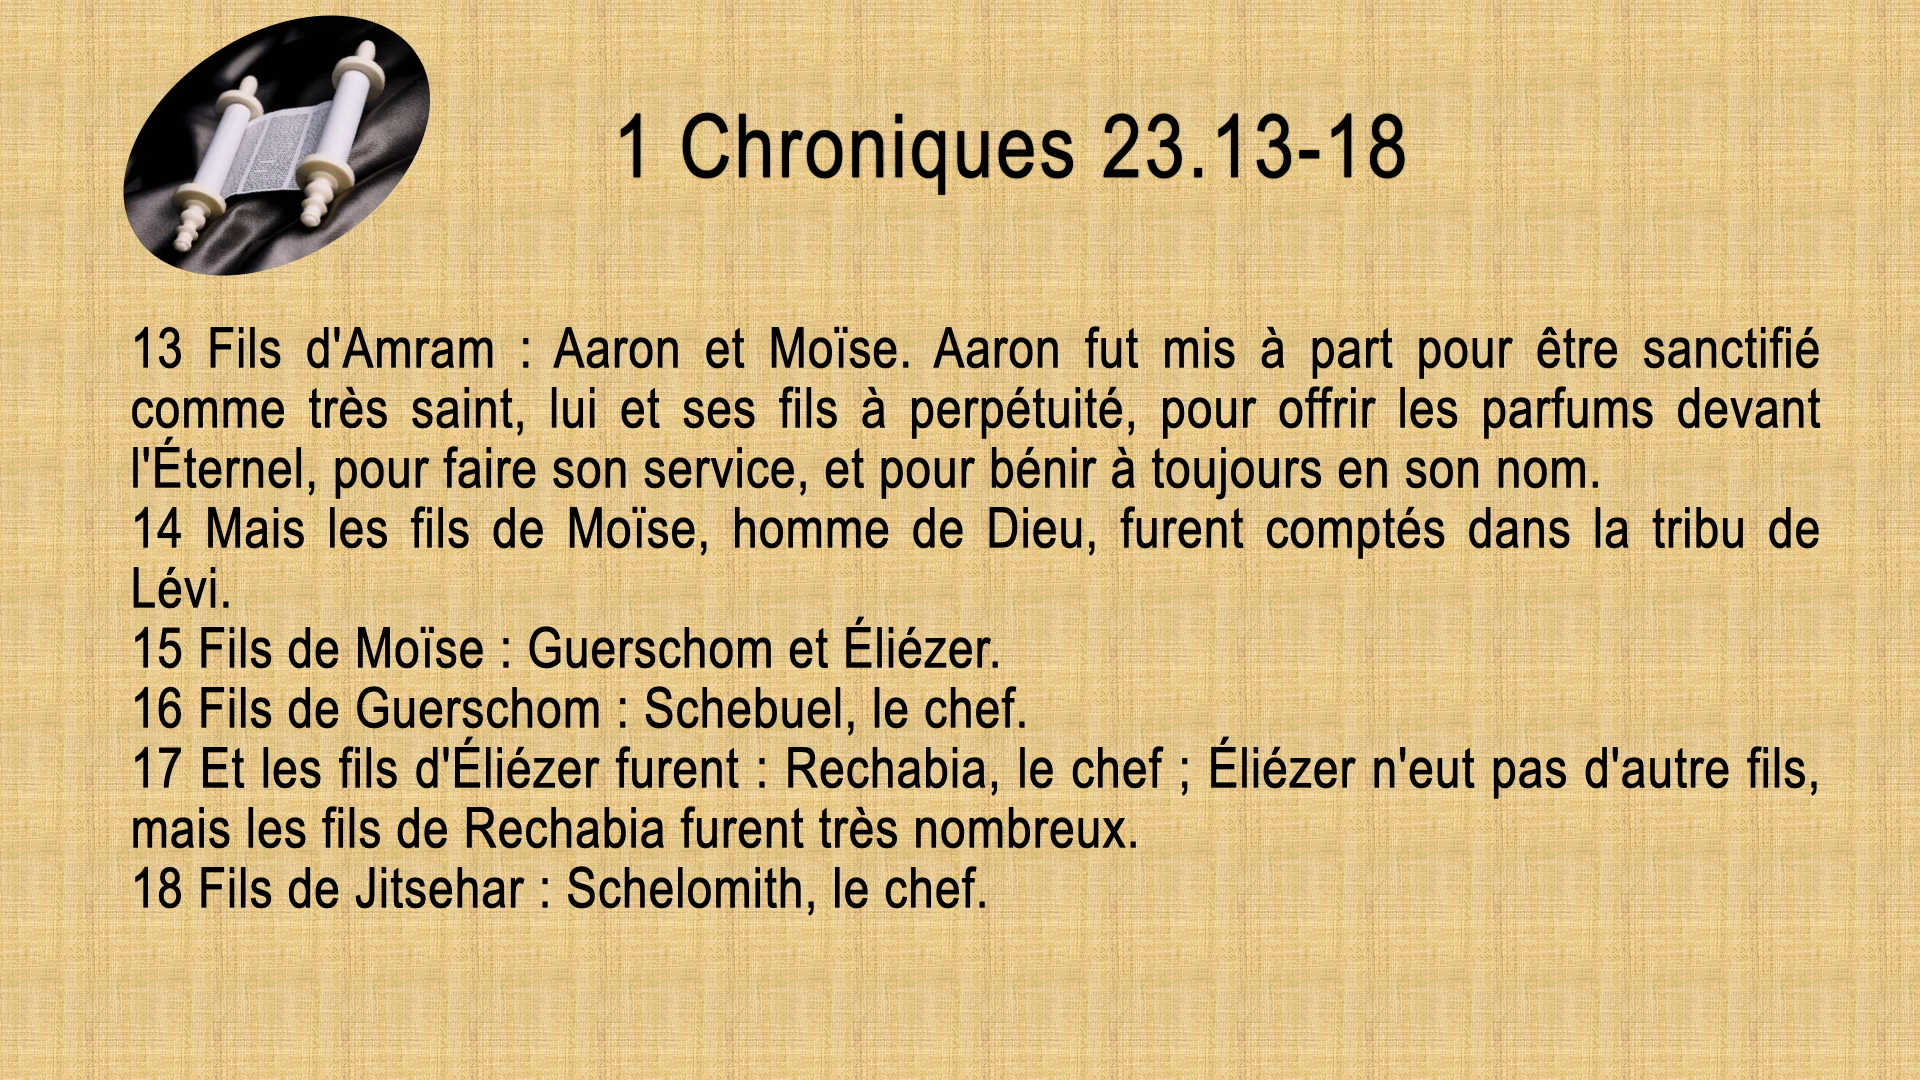 1 Chroniques 23.13-18
13 Fils d'Amram : Aaron et Moïse. Aaron fut mis à part pour être sanctifié
comme très saint, lui et ses fils à perpétuité, pour offrir les parfums devant
l'Éternel, pour faire son service, et pour bénir à toujours en son nom.
14 Mais les fils de Moïse, homme de Dieu, furent comptés dans la tribu de
Lévi.
15 Fils de Moïse : Guerschom et Éliézer.
16 Fils de Guerschom : Schebuel, le chef.
17 Et les fils d'Éliézer furent : Rechabia, le chef ; Éliézer n'eut pas d'autre fils,
mais les fils de Rechabia furent très nombreux.
18 Fils de Jitsehar : Schelomith, le chef.